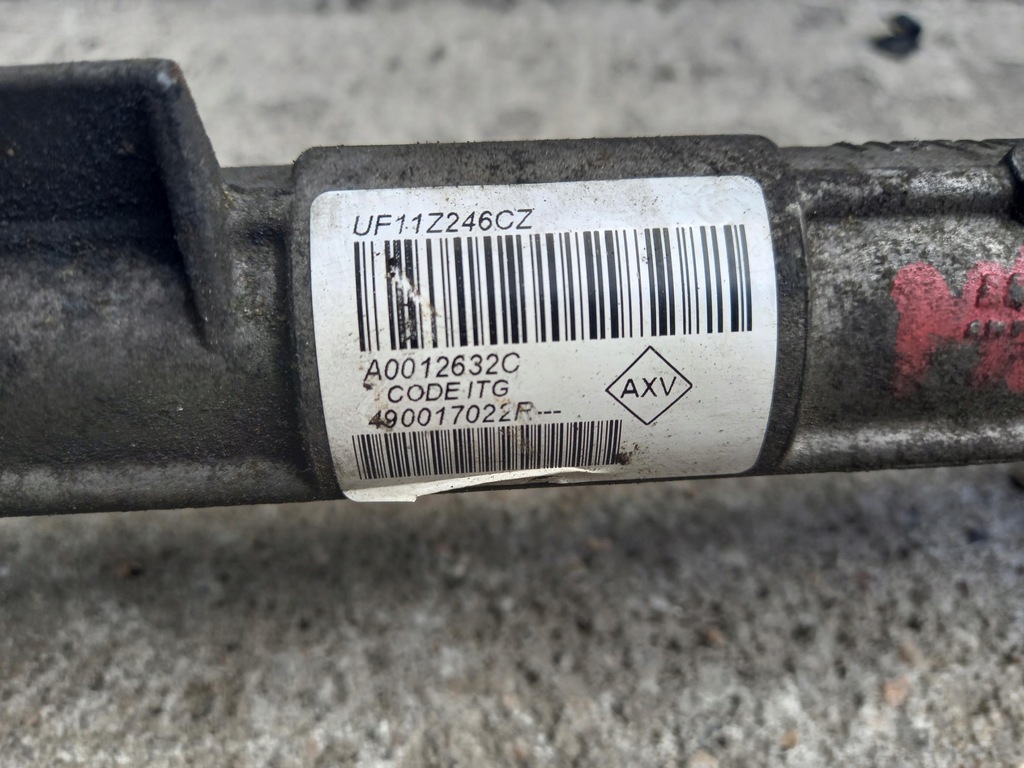 UF11Z246CZ
A0012632C
CODE ITG
AXV
490017022R---